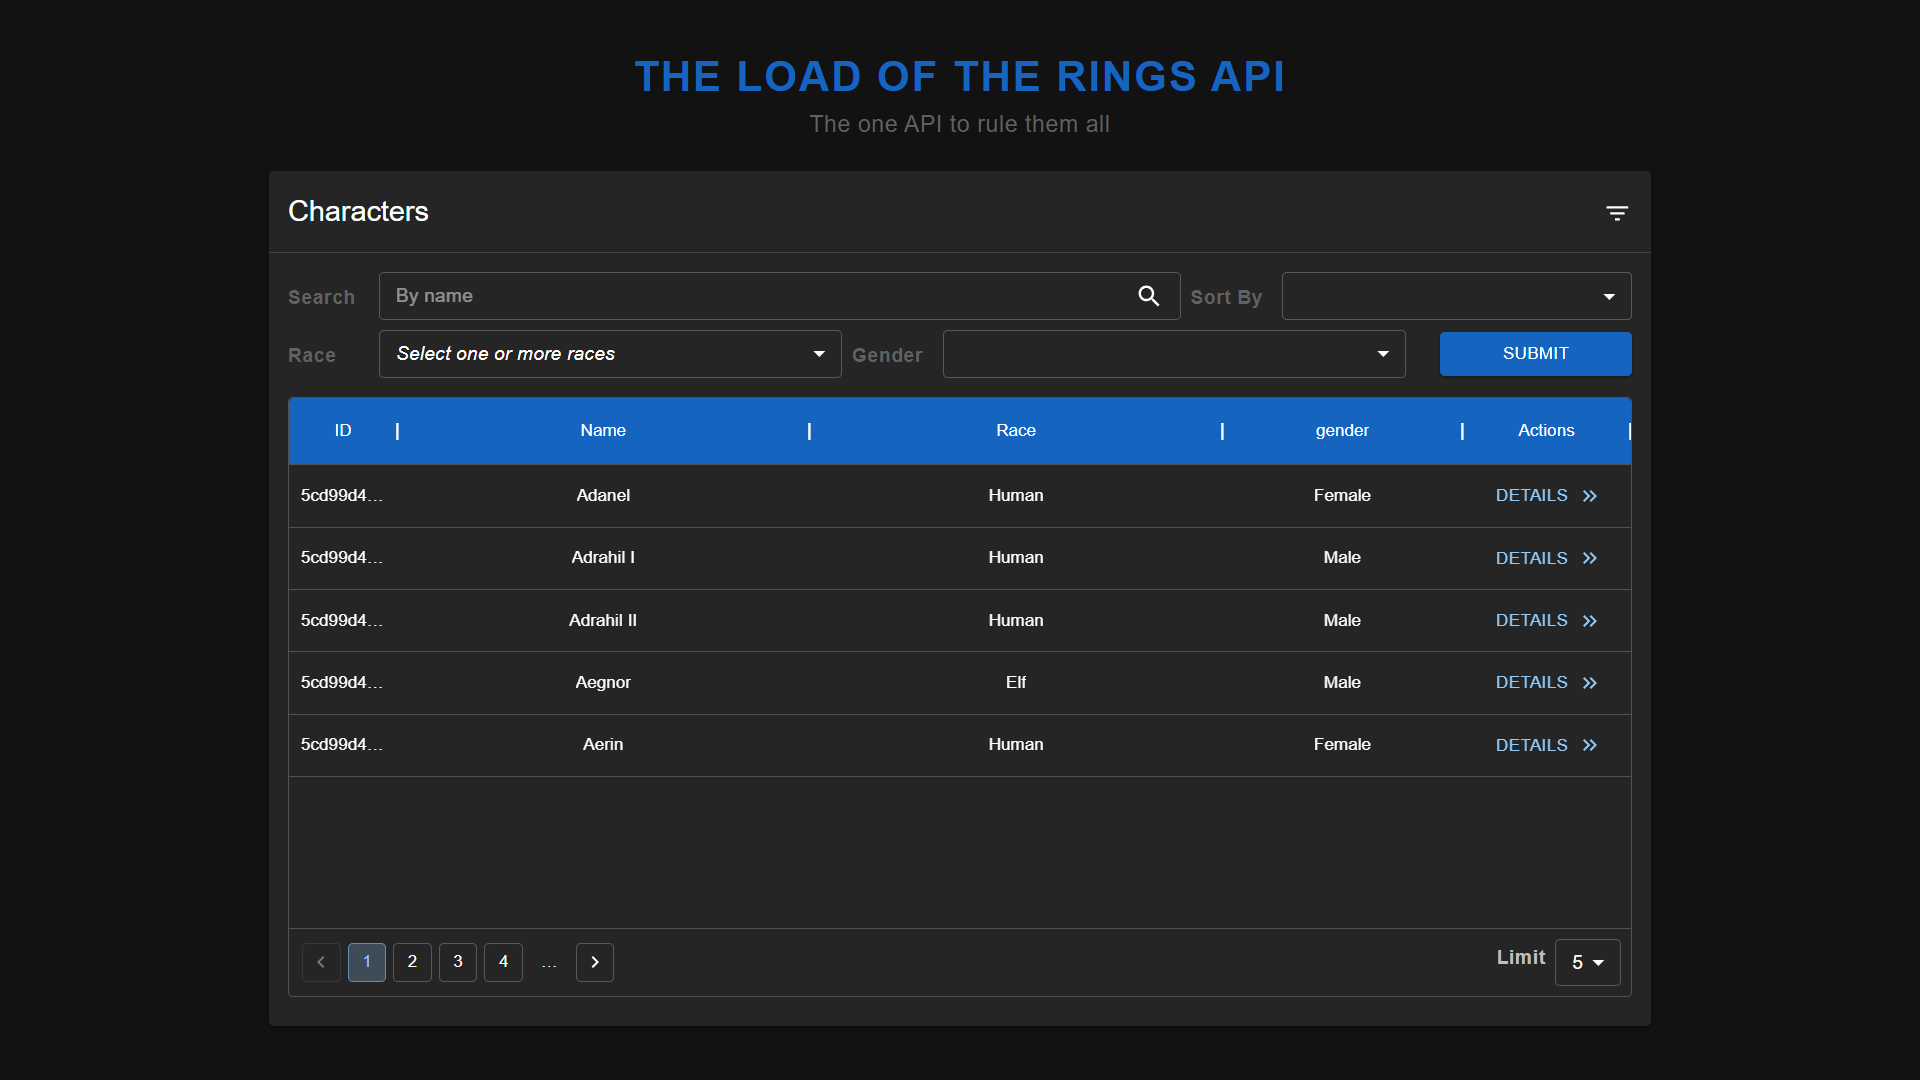 THE LOAD OF THE RINGS API
The one API to rule them all
Characters
Search By name Sort By
Race Select one or more races Gender SUBMIT
ID Name Race gender Actions
5cd99d4... Adanel Human Female DETAILS
5cd99d4... Adrahil I Human Male DETAILS
5cd99d4... Adrahil II Human Male DETAILS
5cd99d4... Aegnor Elf Male DETAILS
5cd99d4... Aerin Human Female DETAILS
1 2 3 4 ... Limit 5